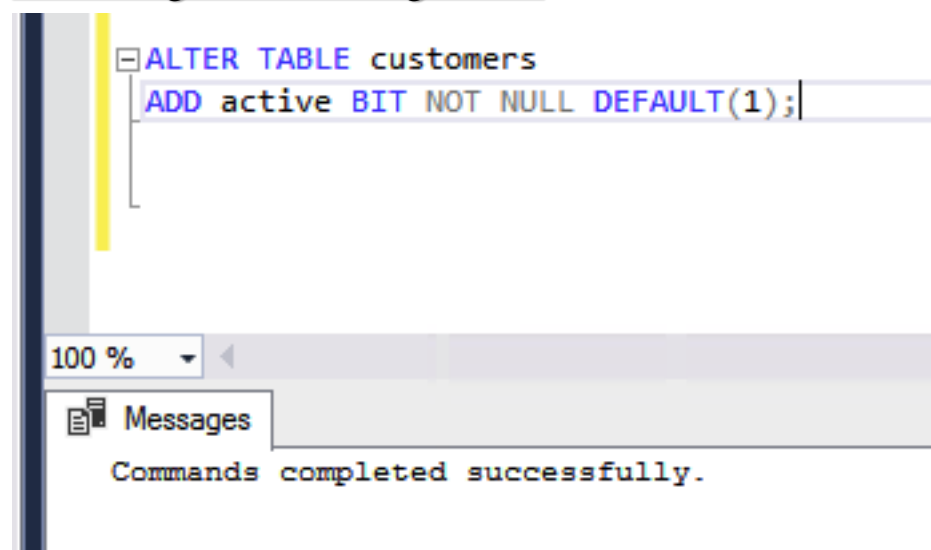 ALTER TABLE customers
ADD active BIT NOT NULL DEFAULT(1);
100 %
Messages
Commands completed successfully.